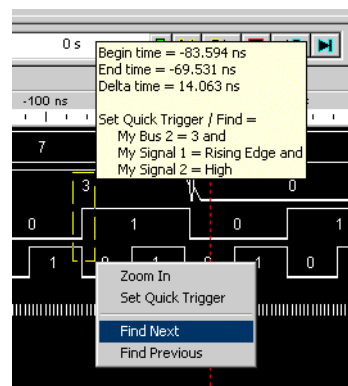 0 s
Begin time = -83.594 ns
End time = -69.531 ns
Delta time = 14.063 ns
Set Quick Trigger / Find =
My Bus 2 = 3 and
My Signal 1 = Rising Edge and
My Signal 2 = High
-100 ns
7
3 0
0 1 0 1
1 0 1 0 1 0
Zoom In
Set Quick Trigger
Find Next
Find Previous